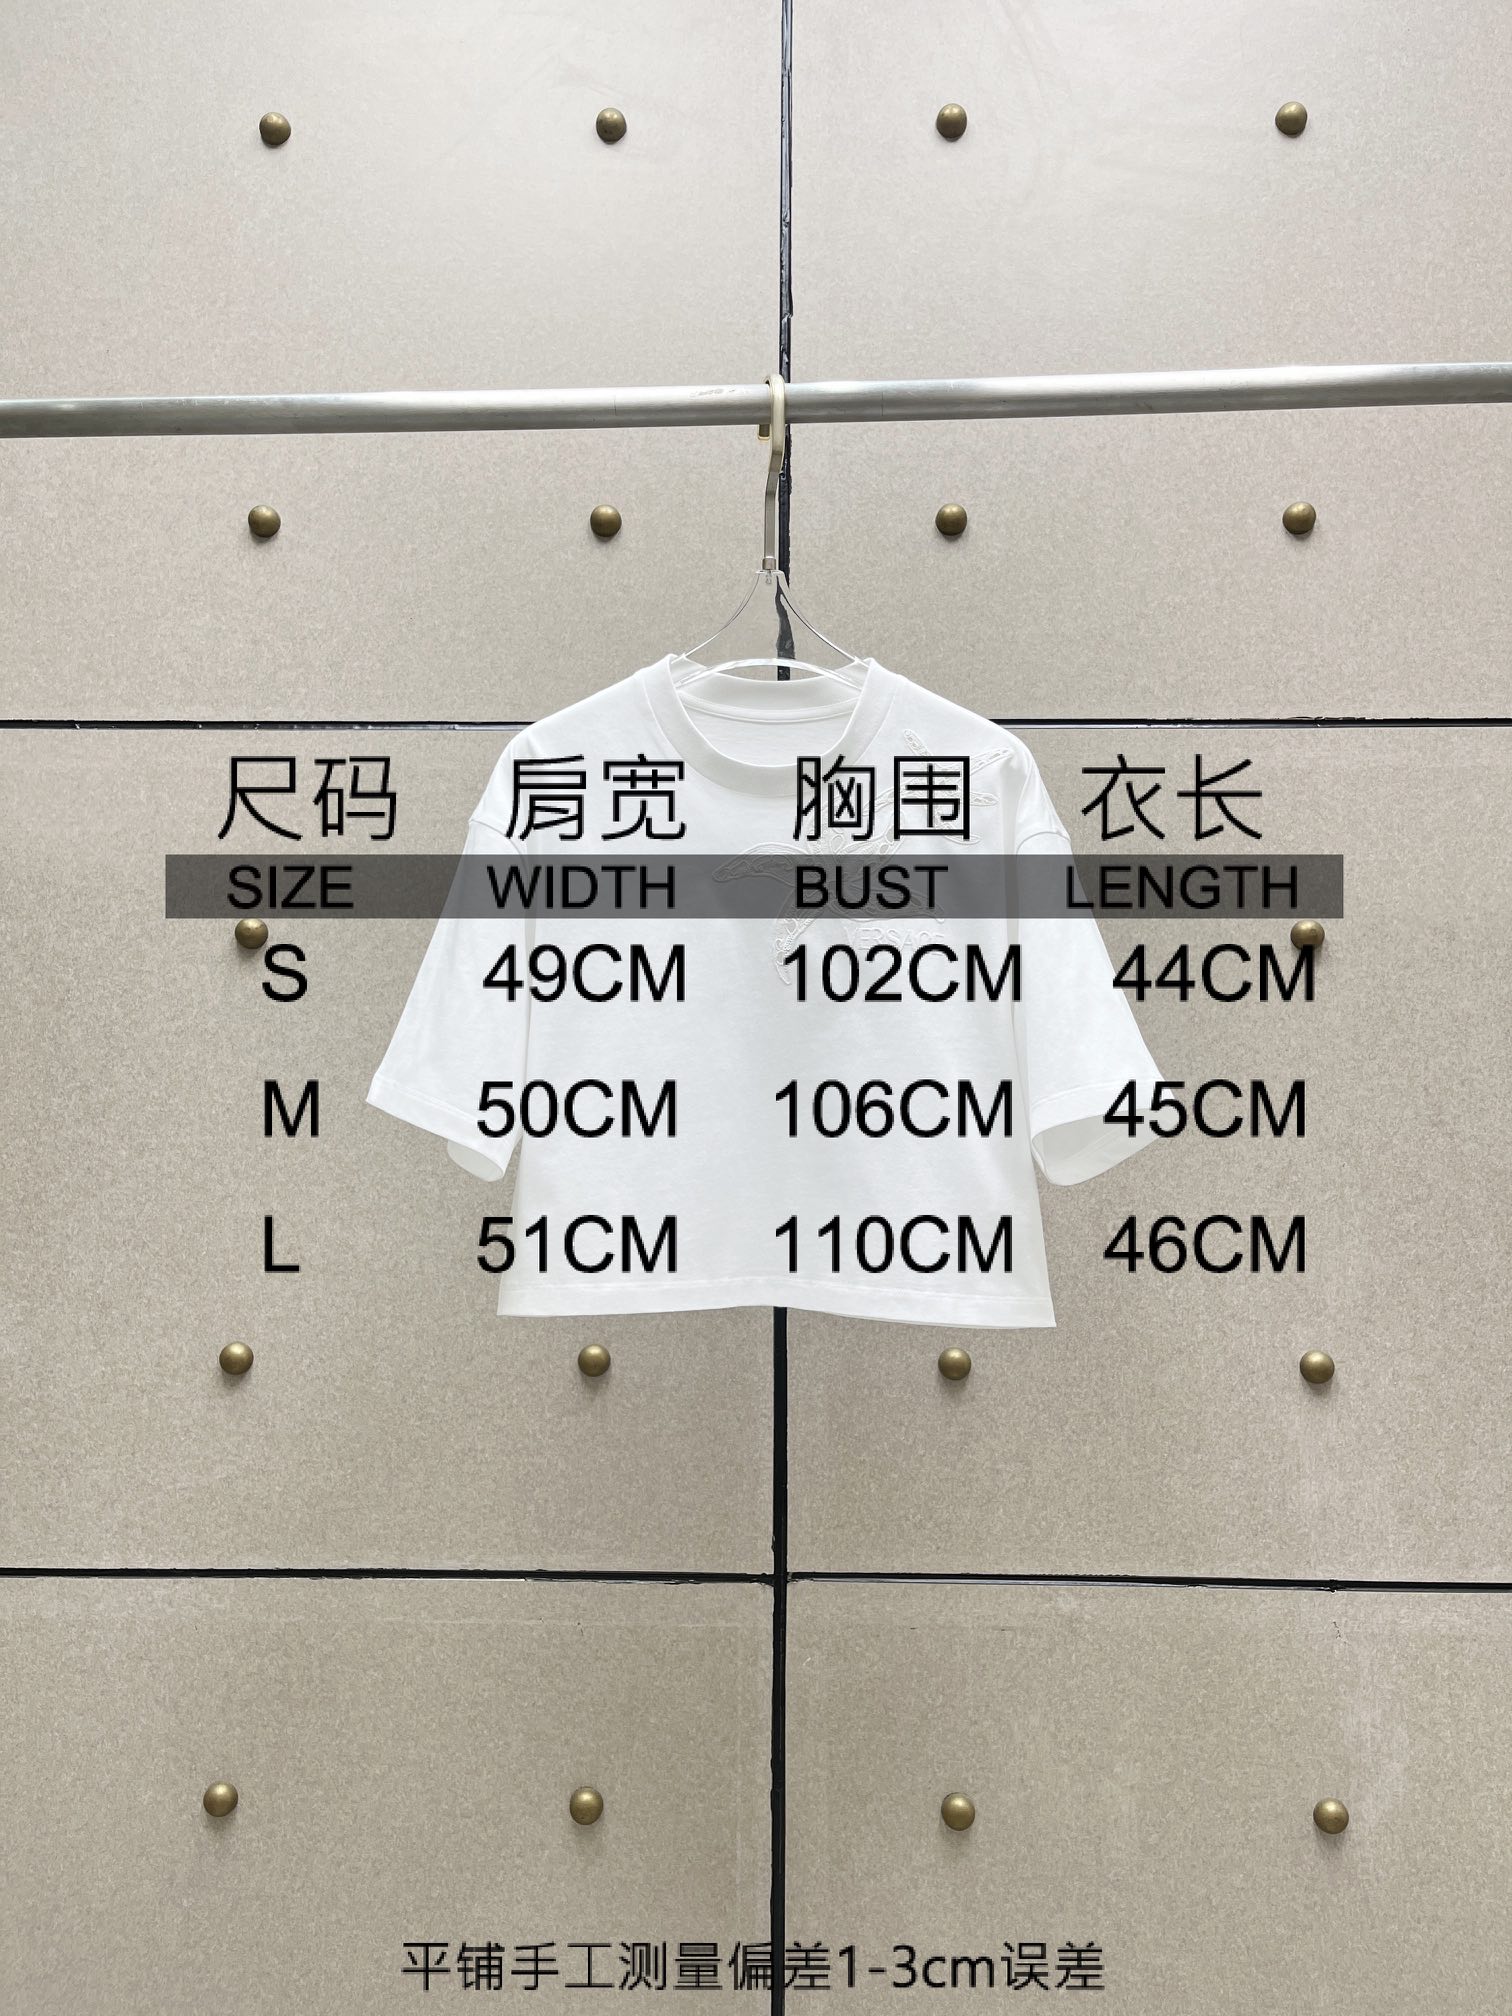 尺码 肩宽 胸围 衣长
SIZE WIDTH BUST LENGTH
VERSACE
S 49CM 102CM 44CM
M 50CM 106CM 45CM
L 51CM 110CM 46CM
平铺手工测量偏差1-3cm误差